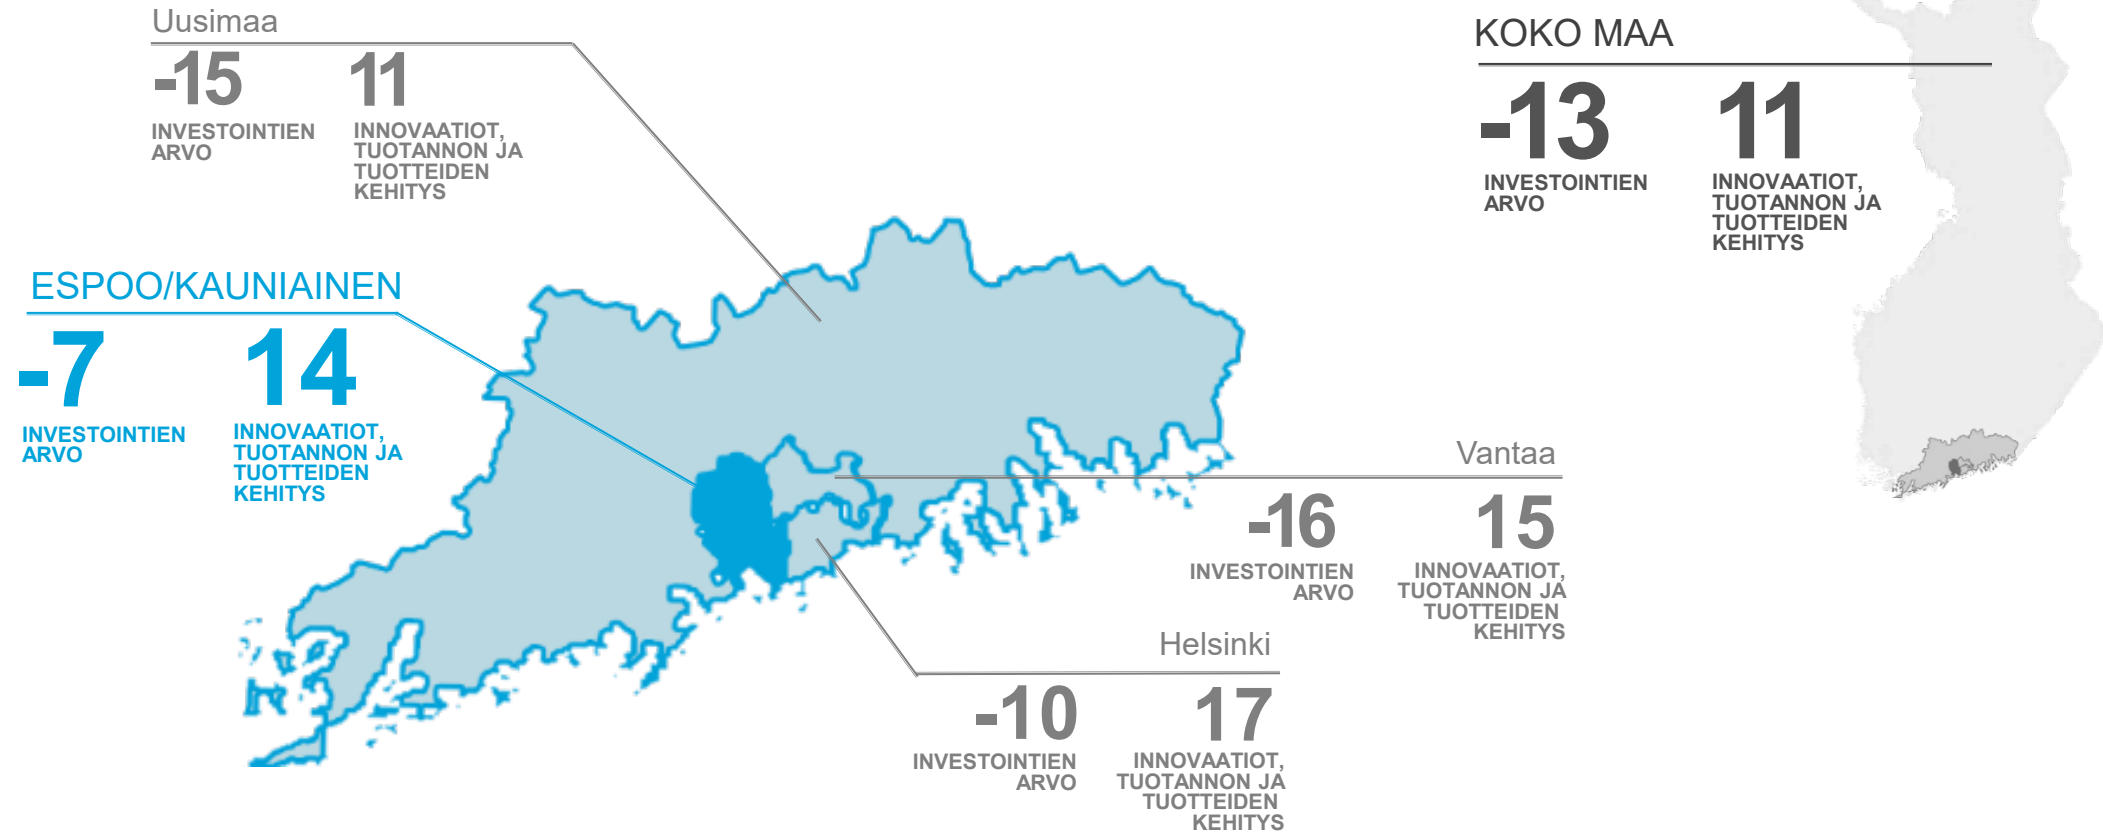 Uusimaa
-15
11
INVESTOINTIEN
ARVO
INNOVAATIOT,
TUOTANNON JA
TUOTTEIDEN
KEHITYS
KOKO MAA
-13
11
INVESTOINTIEN
ARVO
INNOVAATIOT,
TUOTANNON JA
TUOTTEIDEN
KEHITYS
ESPOO/KAUNIAINEN
-7
14
INVESTOINTIEN
ARVO
INNOVAATIOT,
TUOTANNON JA
TUOTTEIDEN
KEHITYS
Vantaa
-16
15
INVESTOINTIEN
ARVO
INNOVAATIOT,
TUOTANNON JA
TUOTTEIDEN
KEHITYS
Helsinki
-10
17
INVESTOINTIEN
ARVO
INNOVAATIOT,
TUOTANNON JA
TUOTTEIDEN
KEHITYS